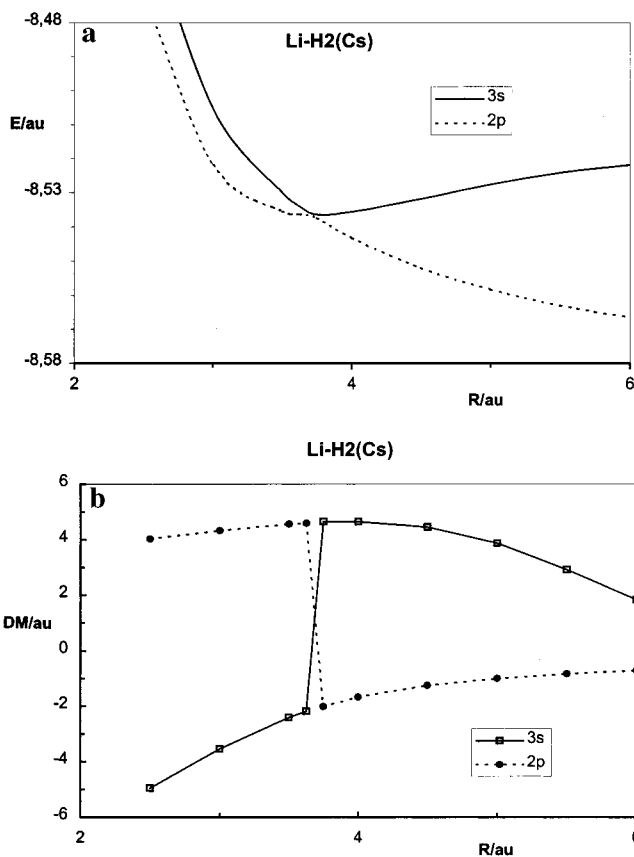 a
Li-H2(Cs)
-8,48
3s
2p
E/au
-8,53
-8,58
2
4
6
R/au
Li-H2(Cs)
b
6
4
2
DM/au
0
-2
-4
-6
3s
2p
2
4
6
R/au